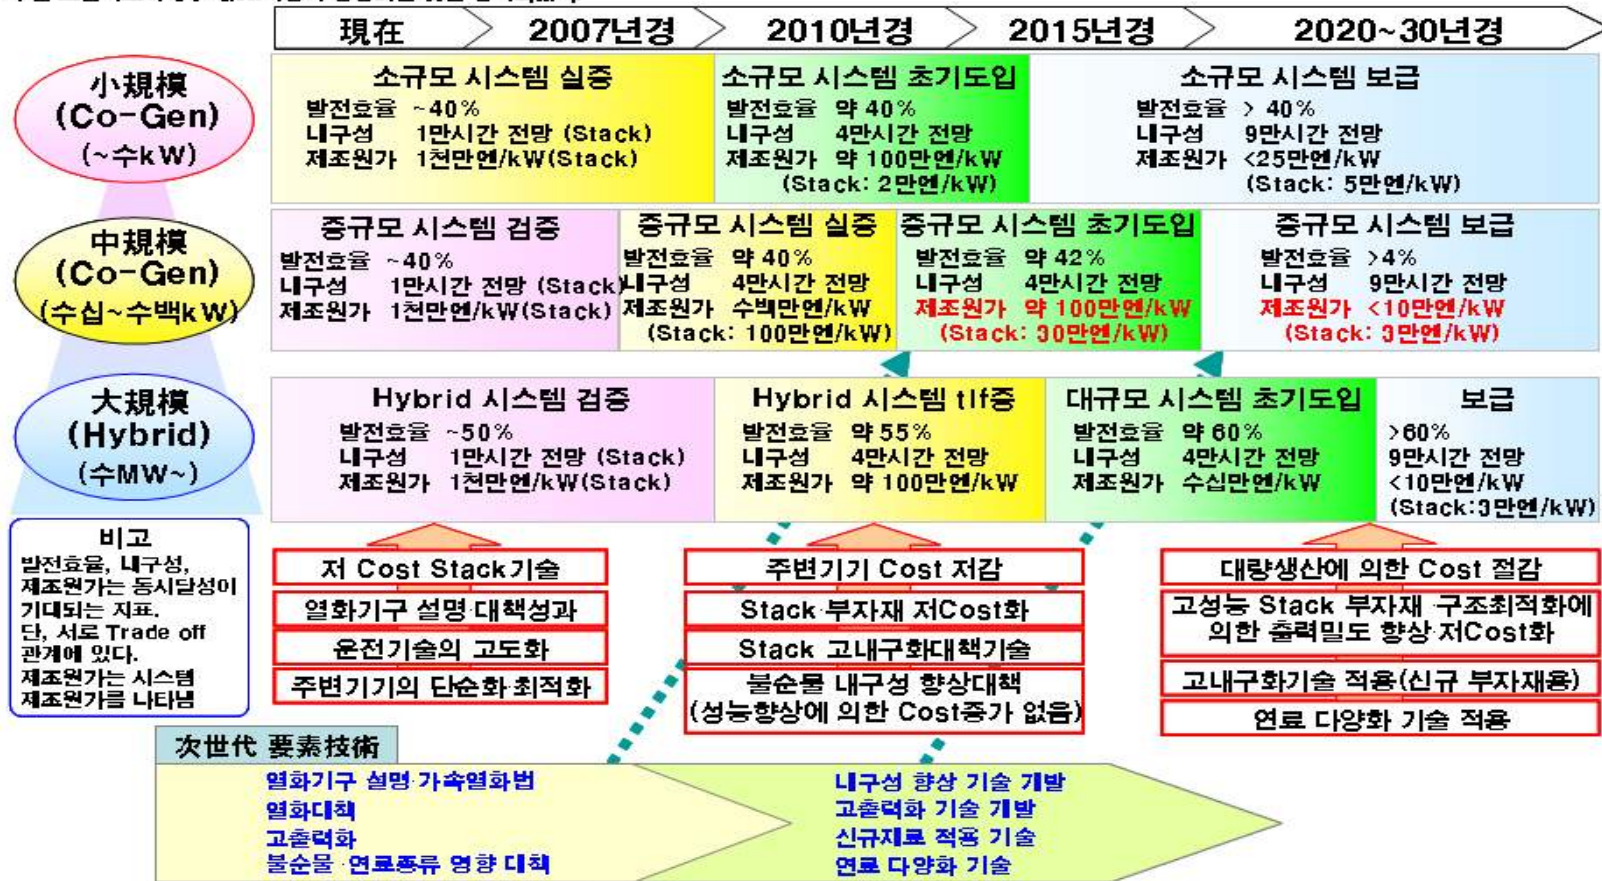 現在
2007년경
2010년경
2015년경
2020~30년경
小規模
(Co-Gen)
(~수kW)
소규모 시스템 실증
발전효율 ~40%
내구성 1만시간 전망 (Stack)
제조원가 1천만엔/kW(Stack)
소규모 시스템 초기도입
발전효율 약 40%
내구성 4만시간 전망
제조원가 약 100만엔/kW
(Stack: 2만엔/kW)
소규모 시스템 보급
발전효율 > 40%
내구성 9만시간 전망
제조원가 <25만엔/kW
(Stack: 5만엔/kW)
中規模
(Co-Gen)
(수십~수백kW)
중규모 시스템 검증
발전효율 ~40%
내구성 1만시간 전망 (Stack)
제조원가 1천만엔/kW(Stack)
중규모 시스템 실증
발전효율 약 40%
내구성 4만시간 전망
제조원가 수백만엔/kW
(Stack: 100만엔/kW)
중규모 시스템 초기도입
발전효율 약 42%
내구성 4만시간 전망
제조원가 약 100만엔/kW
(Stack: 30만엔/kW)
중규모 시스템 보급
발전효율 >4%
내구성 9만시간 전망
제조원가 <10만엔/kW
(Stack: 3만엔/kW)
大規模
(Hybrid)
(수MW~)
Hybrid 시스템 검증
발전효율 ~50%
내구성 1만시간 전망 (Stack)
제조원가 1천만엔/kW(Stack)
Hybrid 시스템 tlf증
발전효율 약 55%
내구성 4만시간 전망
제조원가 약 100만엔/kW
대규모 시스템 초기도입
발전효율 약 60%
내구성 4만시간 전망
제조원가 수십만엔/kW
보급
>60%
9만시간 전망
<10만엔/kW
(Stack:3만엔/kW)
비고
발전효율, 내구성,
제조원가는 동시달성이
기대되는 지표.
단, 서로 Trade off
관계에 있다.
제조원가는 시스템
제조원가를 나타냄
저 Cost Stack기술
열화기구 설명·대책성과
운전기술의 고도화
주변기기의 단순화·최적화
주변기기 Cost 저감
Stack 부자재 저Cost화
Stack 고내구화대책기술
불순물 내구성 향상대책
(성능향상에 의한 Cost증가 없음)
대량생산에 의한 Cost 절감
고성능 Stack 부자재·구조최적화에
의한 출력밀도 향상·저Cost화
고내구화기술 적용(신규 부자재용)
연료 다양화 기술 적용
次世代 要素技術
열화기구 설명·가속열화법
열화대책
고출력화
불순물·연료종류 영향 대책
내구성 향상 기술 개발
고출력화 기술 개발
신규재료 적용 기술
연료 다양화 기술